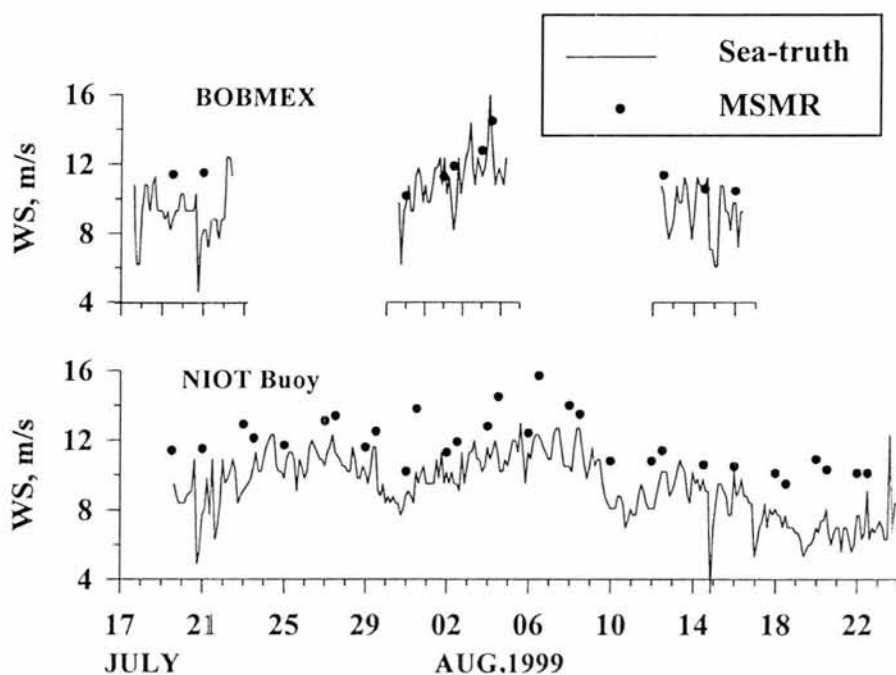 Sea-truth
MSMR
BOBMEX
WS, m/s
16
12
8
4
NIOT Buoy
WS, m/s
16
12
8
4
17 21 25 29 02 06 10 14 18 22
JULY AUG,1999